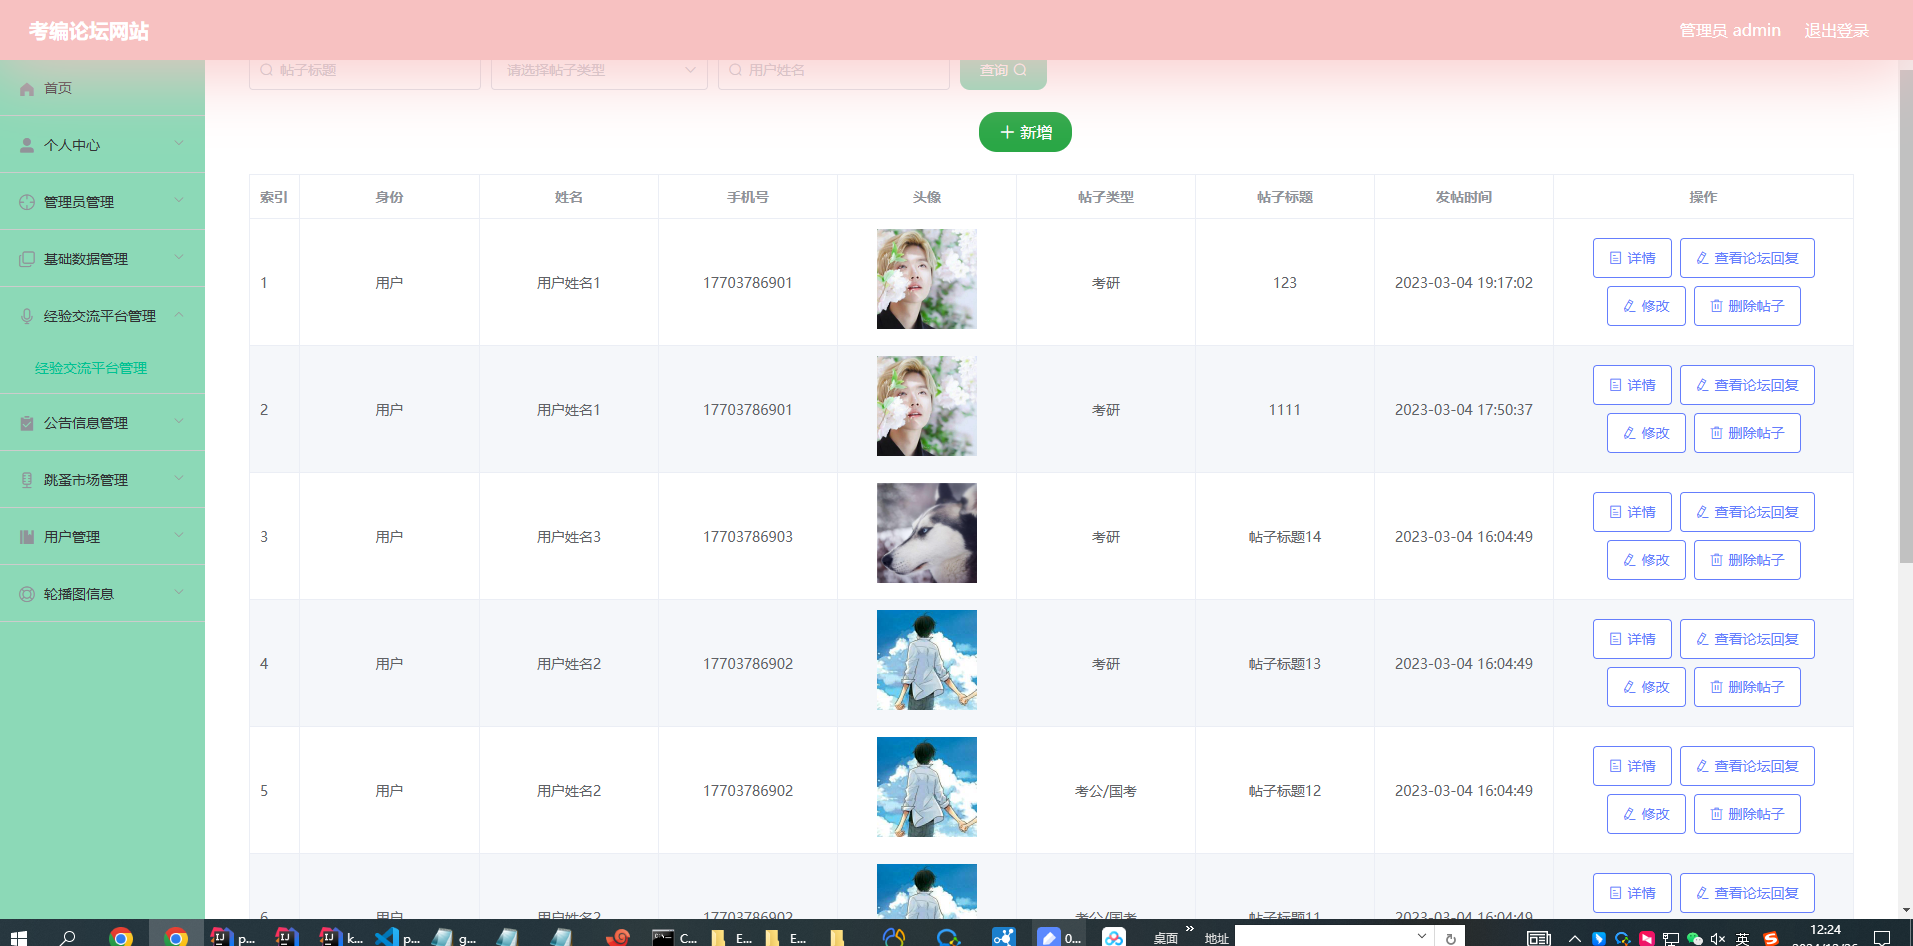 考编论坛网站
管理员 admin 退出登录
帖子标题 请选择帖子类型 用户姓名 查询
新增
首页
个人中心
管理员管理
基础数据管理
经验交流平台管理
经验交流平台管理
公告信息管理
跳蚤市场管理
用户管理
轮播图信息
索引 身份 姓名 手机号 头像 帖子类型 帖子标题 发帖时间 操作
1 用户 用户姓名1 17703786901 考研 123 2023-03-04 19:17:02 详情 查看论坛回复
修改 删除帖子
2 用户 用户姓名1 17703786901 考研 1111 2023-03-04 17:50:37 详情 查看论坛回复
修改 删除帖子
3 用户 用户姓名3 17703786903 考研 帖子标题14 2023-03-04 16:04:49 详情 查看论坛回复
修改 删除帖子
4 用户 用户姓名2 17703786902 考研 帖子标题13 2023-03-04 16:04:49 详情 查看论坛回复
修改 删除帖子
5 用户 用户姓名2 17703786902 考公/国考 帖子标题12 2023-03-04 16:04:49 详情 查看论坛回复
修改 删除帖子
6 用户 用户姓名2 17703786902 考公/国考 帖子标题11 2023-03-04 16:04:49 详情 查看论坛回复
p... k... p... g... C... E... E... 0... 桌面 地址 英 12:24